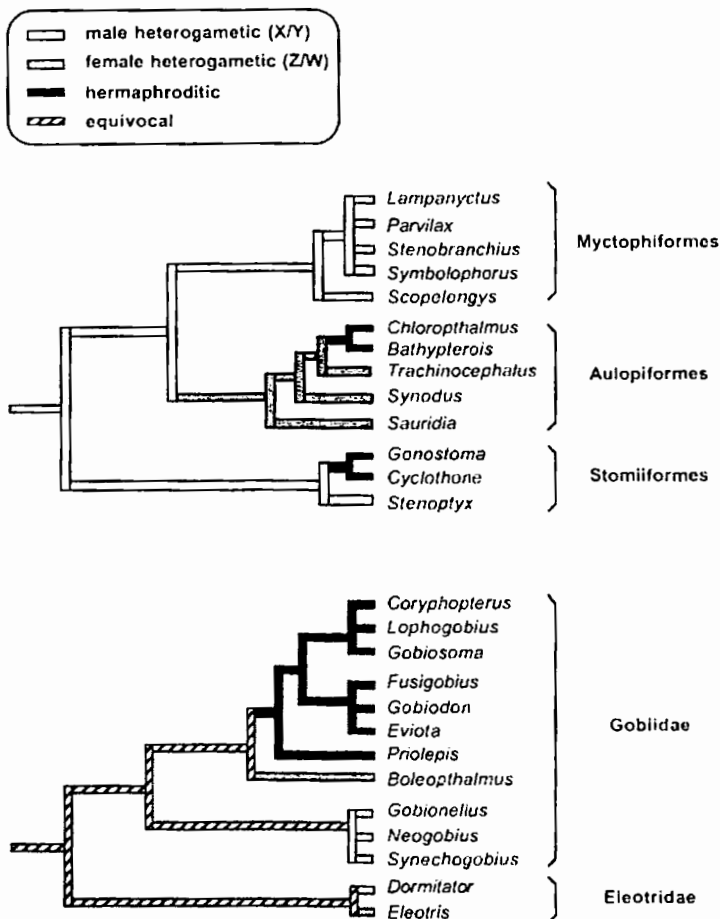 male heterogametic (X/Y)
female heterogametic (Z/W)
hermaphroditic
equivocal
Lampanyctus
Parvilax
Stenobranchius
Symbolophorus
Scopelongys
Myctophiformes
Chloropthalmus
Bathypterois
Trachinocephalus
Synodus
Sauridia
Aulopiformes
Gonostoma
Cyclothone
Stenoptyx
Stomiiformes
Coryphopterus
Lophogobius
Gobiosoma
Fusigobius
Gobiodon
Eviota
Priolepis
Boleopthalmus
Gobionellus
Neogobius
Synechogobius
Gobiidae
Dormitator
Eleotris
Eleotridae